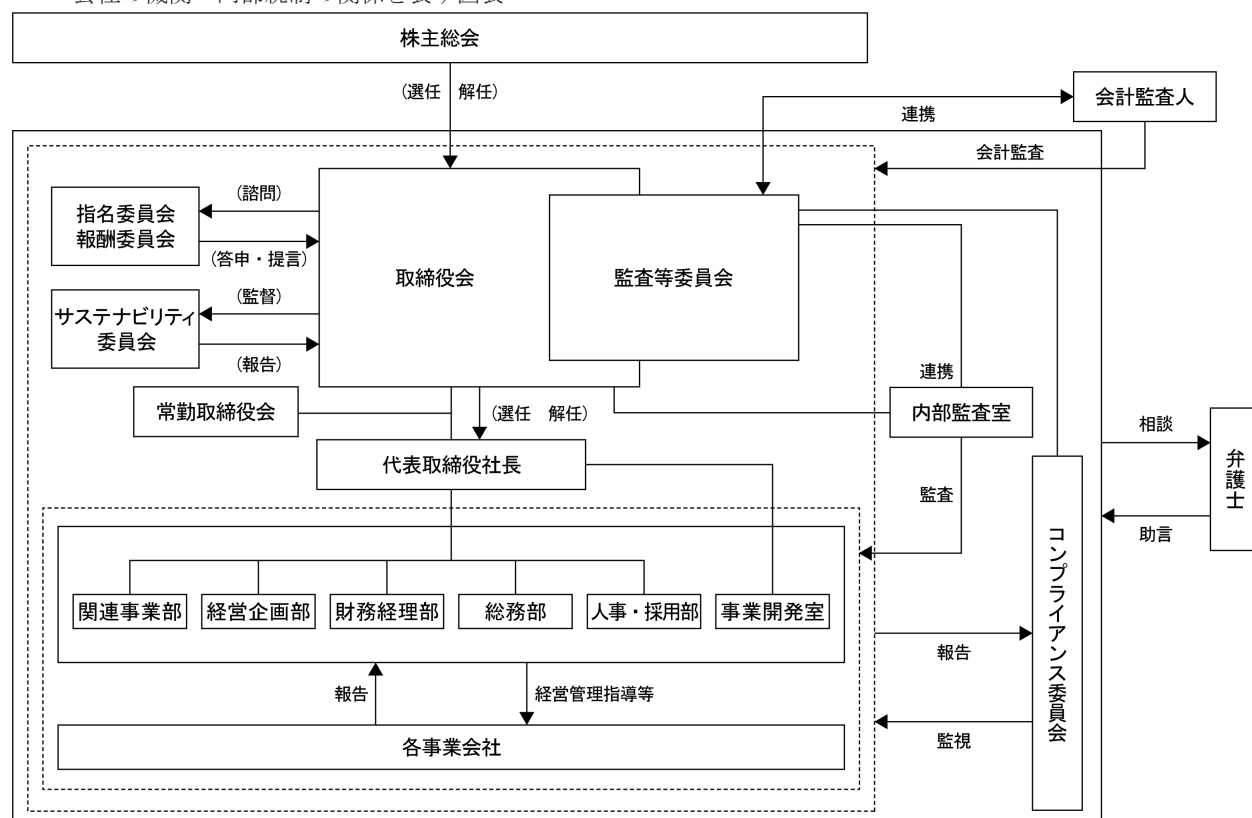 会社の機関・内部統制の関係を表す図表
株主総会
(選任 解任)
会計監査人
連携
会計監査
指名委員会
報酬委員会
(諮問)
(答申・提言)
取締役会
監査等委員会
サステナビリティ
委員会
(監督)
(報告)
常勤取締役会
(選任 解任)
連携
内部監査室
代表取締役社長
監査
相談
弁護士
助言
コンプライアンス委員会
関連事業部
経営企画部
財務経理部
総務部
人事・採用部
事業開発室
報告
報告
経営管理指導等
監視
各事業会社